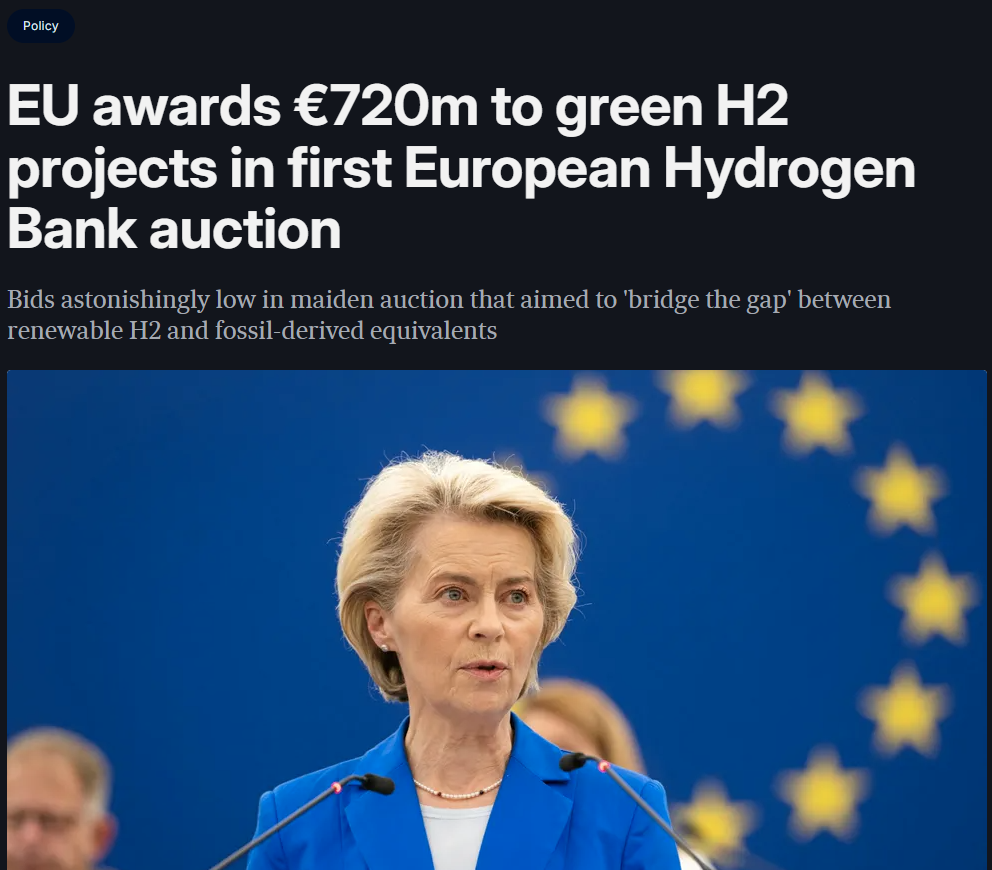 Policy
EU awards €720m to green H2
projects in first European Hydrogen
Bank auction
Bids astonishingly low in maiden auction that aimed to 'bridge the gap' between
renewable H2 and fossil-derived equivalents